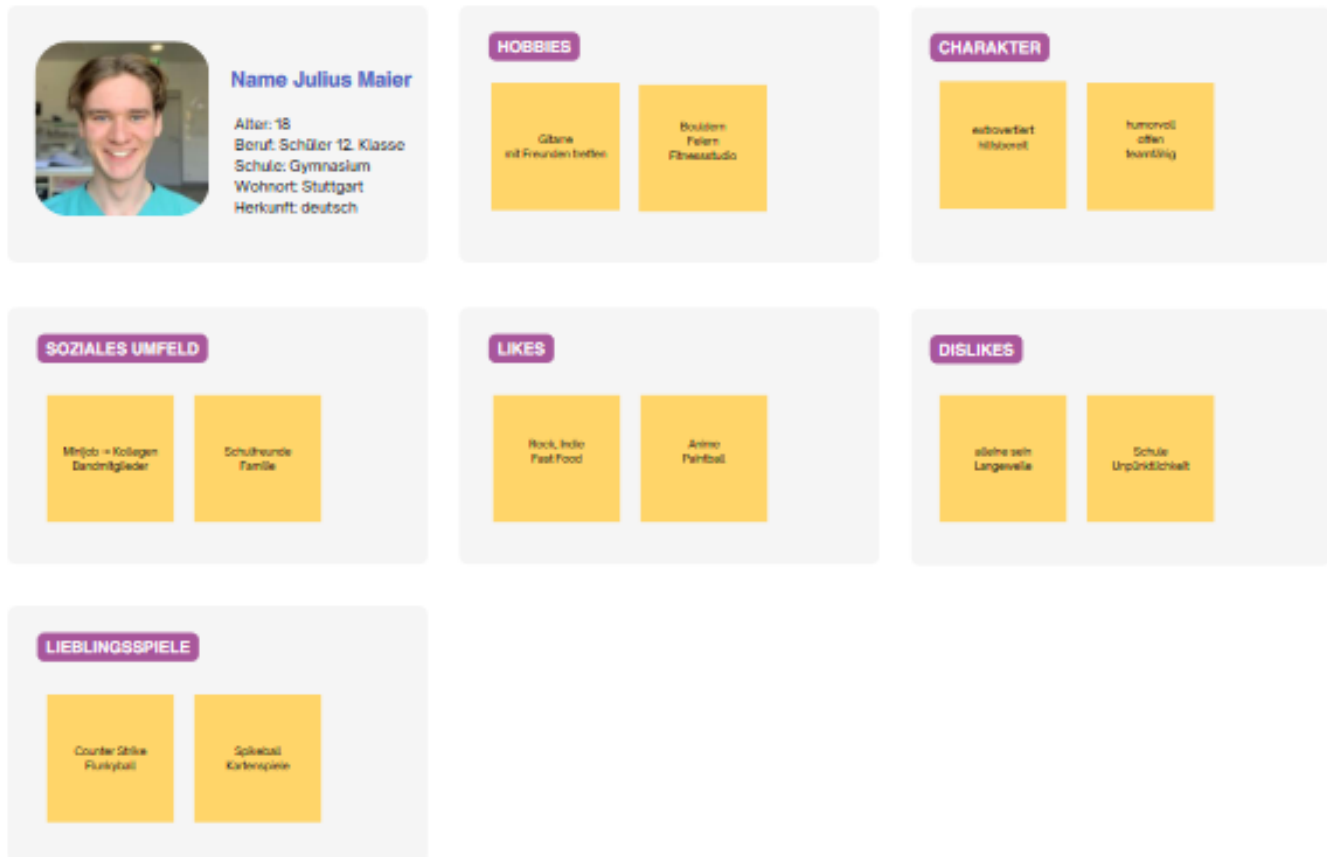 Name Julius Maier
Alter: 18
Beruf: Schüler 12. Klasse
Schule: Gymnasium
Wohnort: Stuttgart
Herkunft: deutsch
HOBBIES
Gitarre
mit Freunden treffen
Bouldern
Feiern
Fitnessstudio
CHARAKTER
extrovertiert
hilfsbereit
humorvoll
offen
teamfähig
SOZIALES UMFELD
Minijob -> Kollegen
Bandmitglieder
Schulfreunde
Familie
LIKES
Rock, Indie
Fast Food
Anime
Paintball
DISLIKES
alleine sein
Langeweile
Schule
Unpünktlichkeit
LIEBLINGSSPIELE
Counter Strike
Flunkyball
Spikeball
Kartenspiele